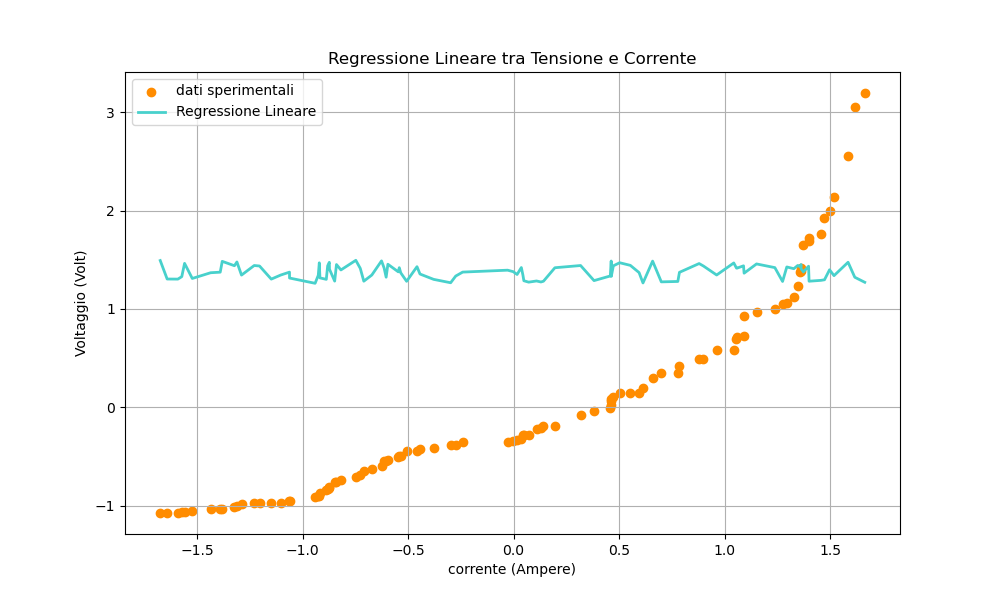 Regressione Lineare tra Tensione e Corrente
dati sperimentali
Regressione Lineare
3
2
1
0
−1
Voltaggio (Volt)
−1.5 −1.0 −0.5 0.0 0.5 1.0 1.5
corrente (Ampere)